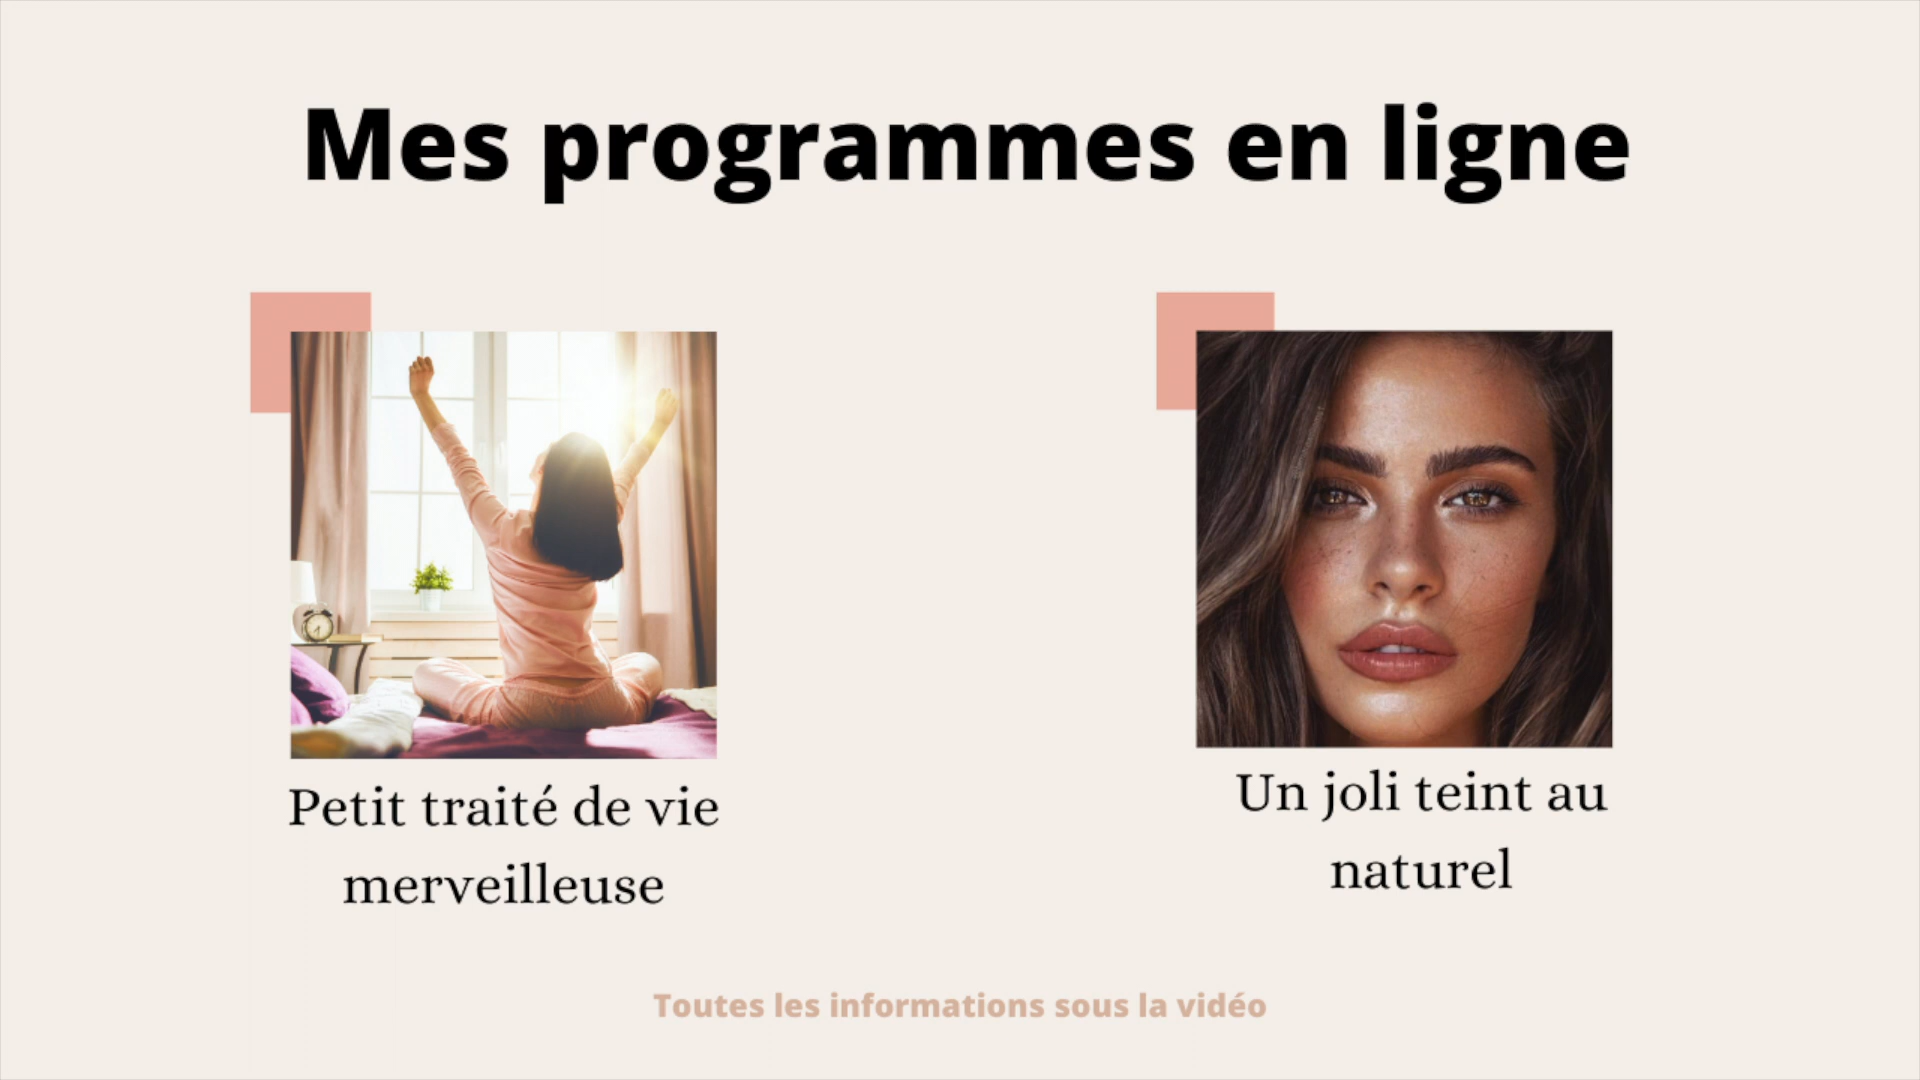 Mes programmes en ligne
Petit traité de vie
merveilleuse
Un joli teint au
naturel
Toutes les informations sous la vidéo